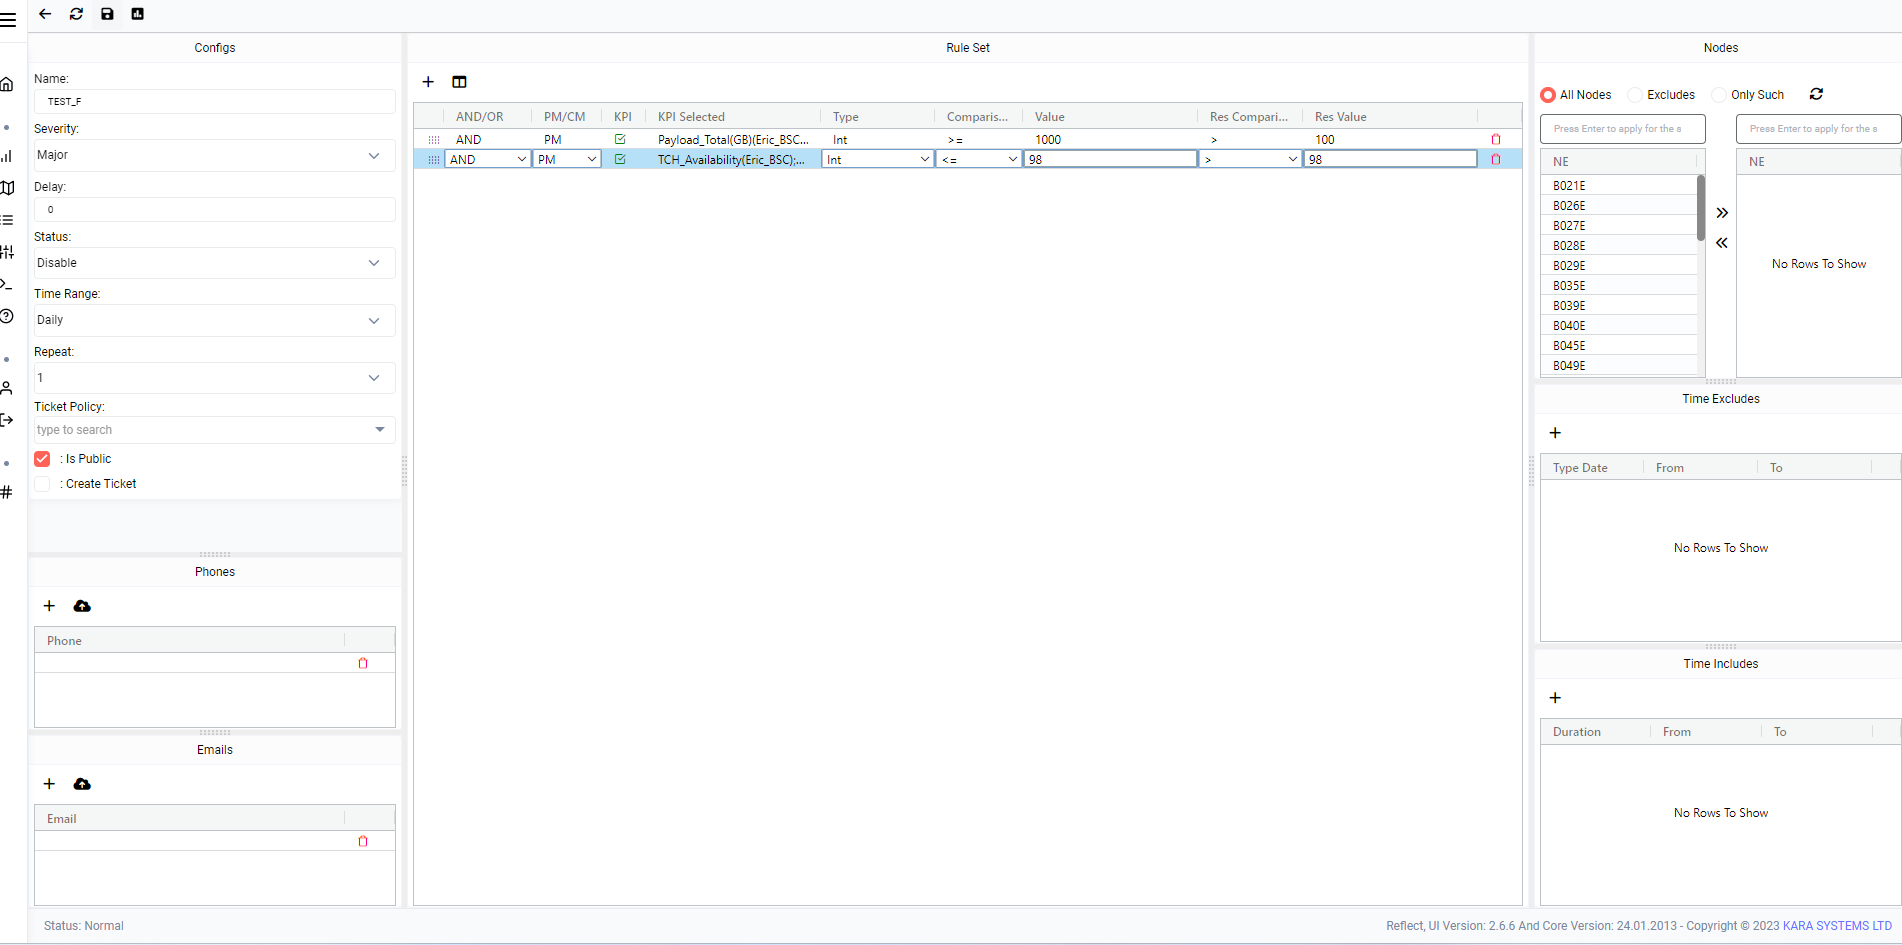 Configs
Name:
TEST_F
Severity:
Major
Delay:
0
Status:
Disable
Time Range:
Daily
Repeat:
1
Ticket Policy:
type to search
: Is Public
: Create Ticket
Phones
Phone
Emails
Email
Rule Set
AND/OR PM/CM KPI KPI Selected Type Comparis... Value Res Compari... Res Value
AND PM Payload_Total(GB)(Eric_BSC... Int >= 1000 > 100
AND PM TCH_Availability(Eric_BSC);... Int <= 98 > 98
Nodes
All Nodes Excludes Only Such
Press Enter to apply for the s Press Enter to apply for the s
NE NE
B021E
B026E
B027E
B028E
B029E
B035E
B039E
B040E
B045E
B049E
No Rows To Show
Time Excludes
Type Date From To
No Rows To Show
Time Includes
Duration From To
No Rows To Show
Status: Normal
Reflect, UI Version: 2.6.6 And Core Version: 24.01.2013 - Copyright © 2023 KARA SYSTEMS LTD